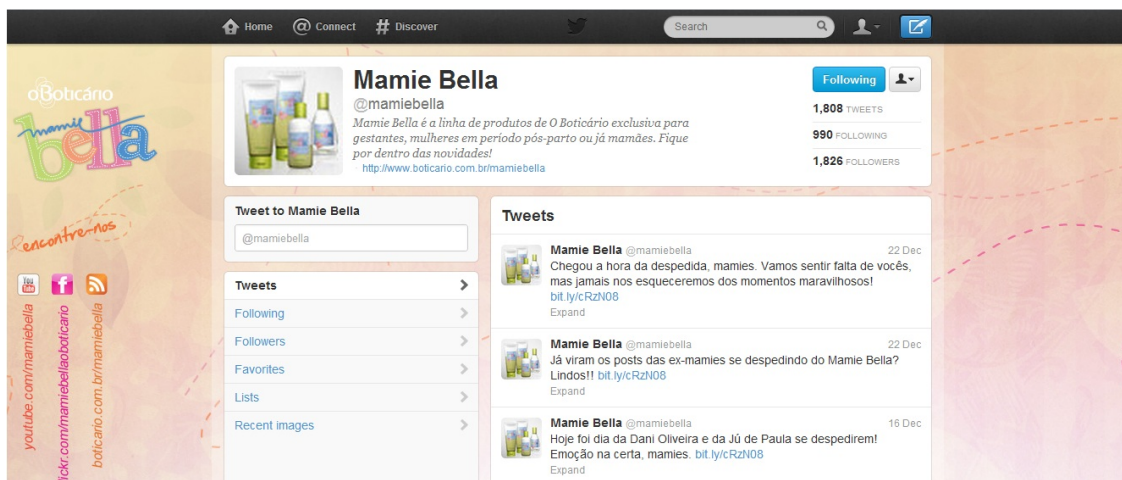 Home @ Connect # Discover
Search
oBoticário
mamie
bella
encontre-nos
You Tube
f
youtube.com/mamiebella
ickr.com/mamiebellaoboticario
boticario.com.br/mamiebella
Mamie Bella
@mamiebella
Mamie Bella é a linha de produtos de O Boticário exclusiva para
gestantes, mulheres em período pós-parto ou já mamães. Fique
por dentro das novidades!
http://www.boticario.com.br/mamiebella
Following
1,808 TWEETS
990 FOLLOWING
1,826 FOLLOWERS
Tweet to Mamie Bella
@mamiebella
Tweets
Following
Followers
Favorites
Lists
Recent images
Tweets
Mamie Bella @mamiebella 22 Dec
Chegou a hora da despedida, mamies. Vamos sentir falta de vocês,
mas jamais nos esqueceremos dos momentos maravilhosos!
bit.ly/cRzN08
Expand
Mamie Bella @mamiebella 22 Dec
Já viram os posts das ex-mamies se despedindo do Mamie Bella?
Lindos!! bit.ly/cRzN08
Expand
Mamie Bella @mamiebella 16 Dec
Hoje foi dia da Dani Oliveira e da Jú de Paula se despedirem!
Emoção na certa, mamies. bit.ly/cRzN08
Expand